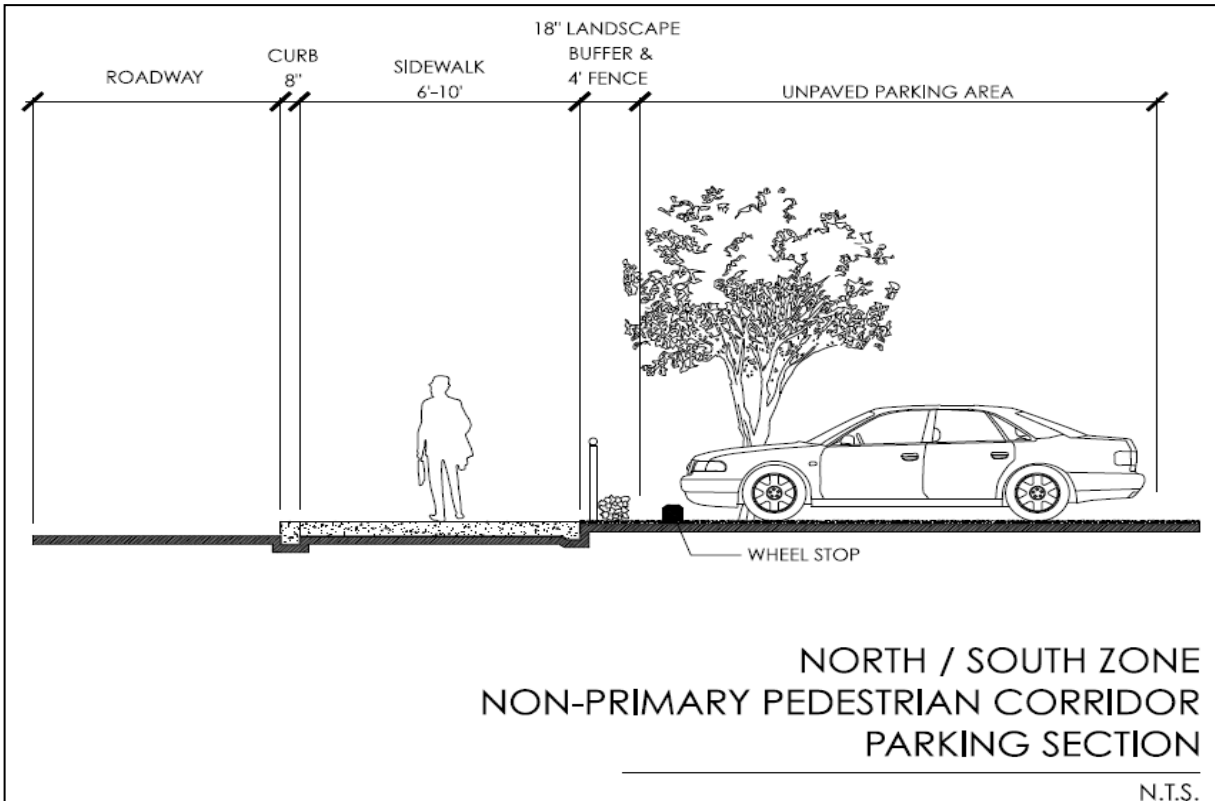 ROADWAY
CURB
8"
SIDEWALK
6'-10'
18" LANDSCAPE
BUFFER &
4' FENCE
UNPAVED PARKING AREA
WHEEL STOP
NORTH / SOUTH ZONE
NON-PRIMARY PEDESTRIAN CORRIDOR
PARKING SECTION
N.T.S.